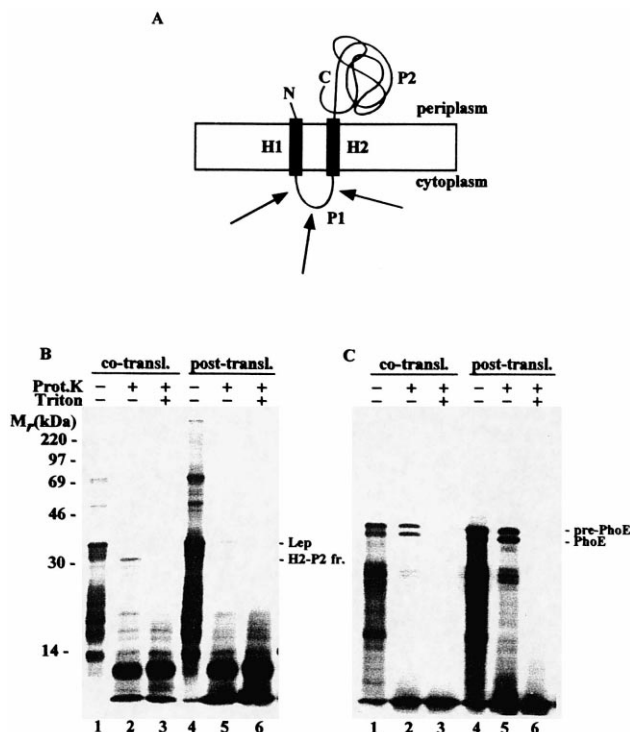 A
N
C
P2
periplasm
H1
H2
cytoplasm
P1
B
co-transl. post-transl.
Prot.K – + + – + +
Triton – – + – – +
Mr(kDa)
220 -
97 -
69 -
46 -
30 -
14 -
- Lep
- H2-P2 fr.
1 2 3 4 5 6
C
co-transl. post-transl.
– + + – + +
– – + – – +
- pre-PhoE
- PhoE
1 2 3 4 5 6